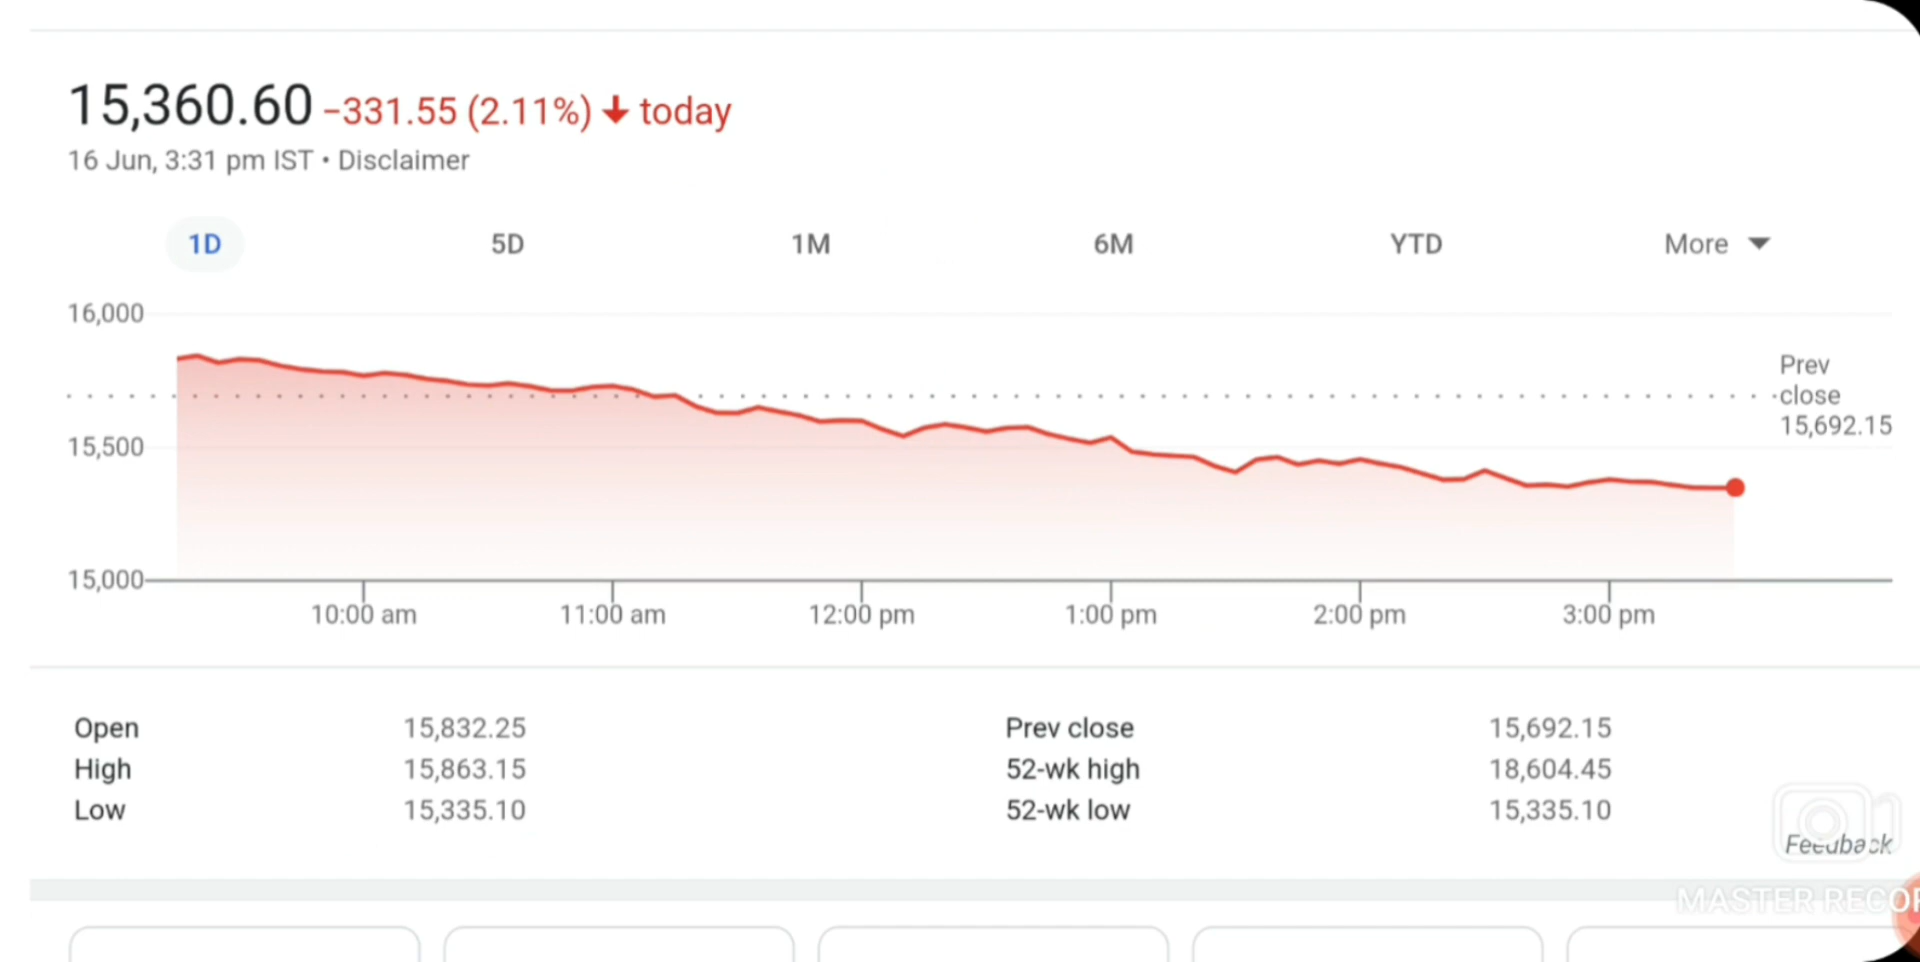 15,360.60 −331.55 (2.11%) ↓ today
16 Jun, 3:31 pm IST • Disclaimer
1D 5D 1M 6M YTD More
16,000
Prev
close
15,692.15
15,500
15,000
10:00 am 11:00 am 12:00 pm 1:00 pm 2:00 pm 3:00 pm
Open 15,832.25 Prev close 15,692.15
High 15,863.15 52-wk high 18,604.45
Low 15,335.10 52-wk low 15,335.10
Feedback
MASTER RECOR